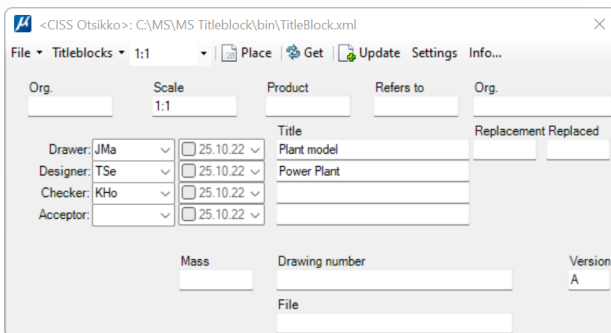 <CISS Otsikko>: C:\MS\MS Titleblock\bin\TitleBlock.xml
File Titleblocks 1:1 Place Get Update Settings Info...
Org. Scale Product Refers to Org.
1:1
Title Replacement Replaced
Drawer: JMa 25.10.22 Plant model
Designer: TSe 25.10.22 Power Plant
Checker: KHo 25.10.22
Acceptor: 25.10.22
Mass Drawing number Version
A
File